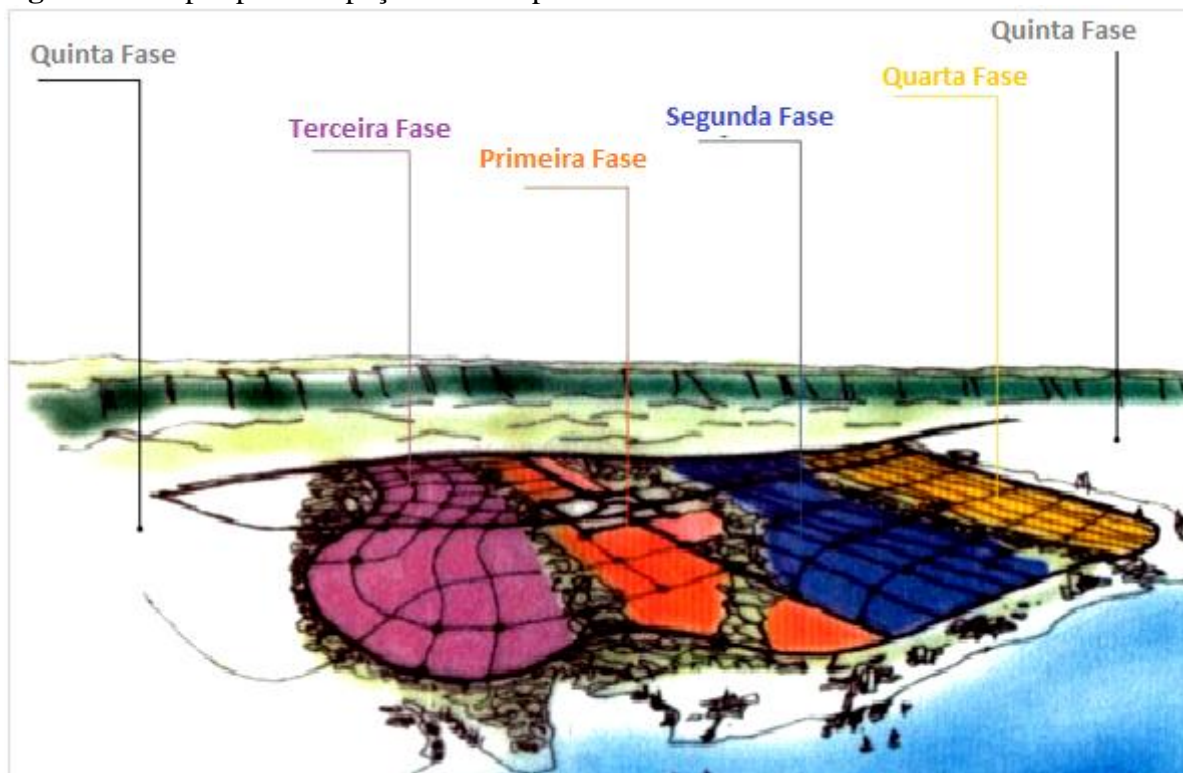 Quinta Fase
Quinta Fase
Quarta Fase
Segunda Fase
Terceira Fase
Primeira Fase